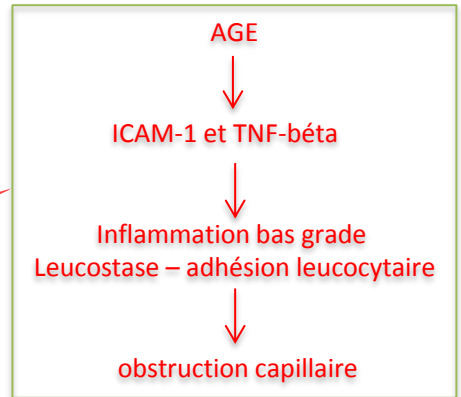 AGE
ICAM-1 et TNF-béta
Inflammation bas grade
Leucostase – adhésion leucocytaire
obstruction capillaire